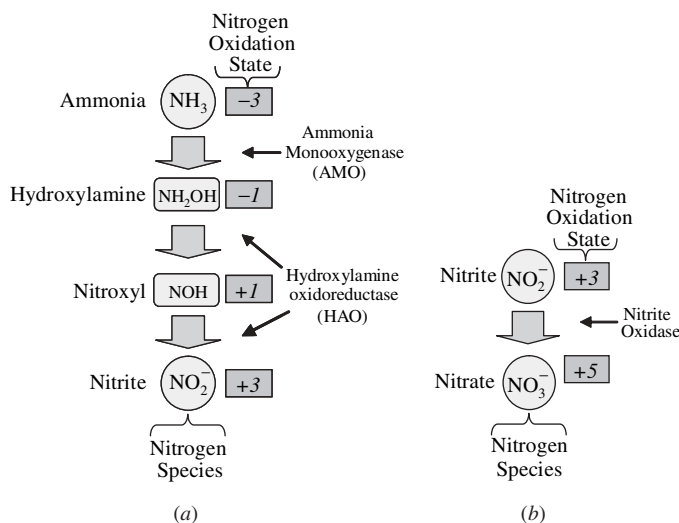 Nitrogen
Oxidation
State
Ammonia NH₃ –3
Ammonia
Monooxygenase
(AMO)
Hydroxylamine NH₂OH –1
Hydroxylamine
oxidoreductase
(HAO)
Nitroxyl NOH +1
Nitrite NO₂⁻ +3
Nitrogen
Species
(a)
Nitrogen
Oxidation
State
Nitrite NO₂⁻ +3
Nitrite
Oxidase
Nitrate NO₃⁻ +5
Nitrogen
Species
(b)